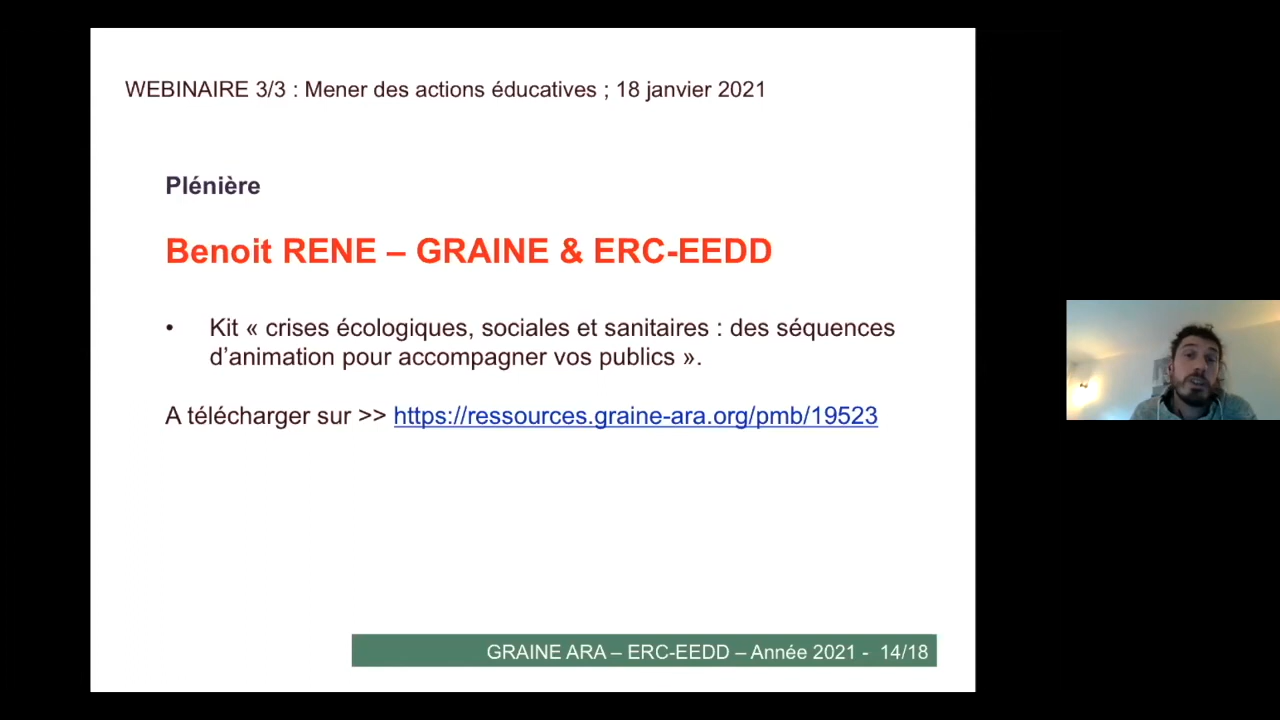 WEBINAIRE 3/3 : Mener des actions éducatives ; 18 janvier 2021
Plénière
Benoit RENE – GRAINE & ERC-EEDD
• Kit « crises écologiques, sociales et sanitaires : des séquences
d’animation pour accompagner vos publics ».
A télécharger sur >> https://ressources.graine-ara.org/pmb/19523
GRAINE ARA – ERC-EEDD – Année 2021 - 14/18